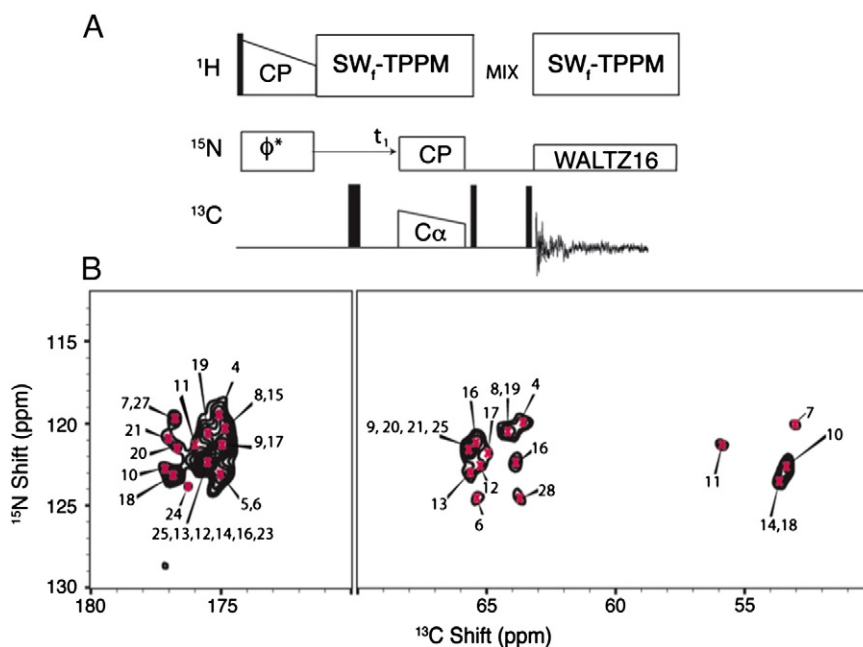 A
¹H
CP
SWf-TPPM
MIX
SWf-TPPM
¹⁵N
ϕ*
t₁
CP
WALTZ16
¹³C
Cα
B
¹⁵N Shift (ppm)
115
120
125
130
19
4
11
7,27
8,15
21
9,17
20
10
18
5,6
24
25,13,12,14,16,23
16
8,19
4
17
9, 20, 21, 25
7
16
10
11
12
13
28
6
14,18
180
175
65
60
55
¹³C Shift (ppm)